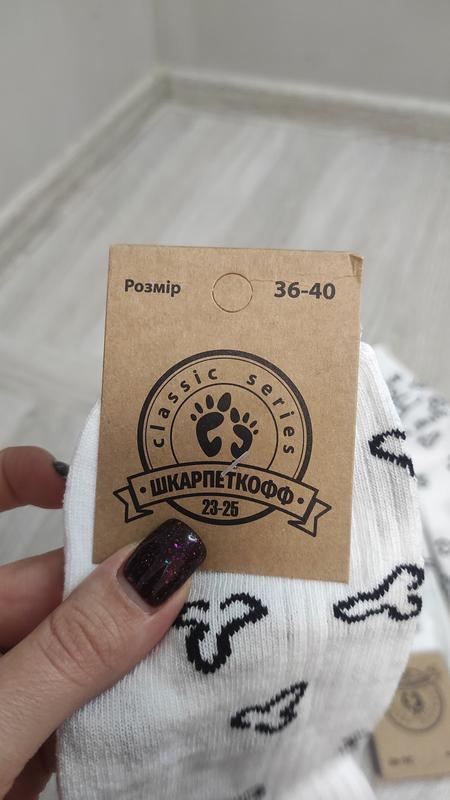 Розмір 36-40
classic series
ШКАРПЕТКОФФ
23-25